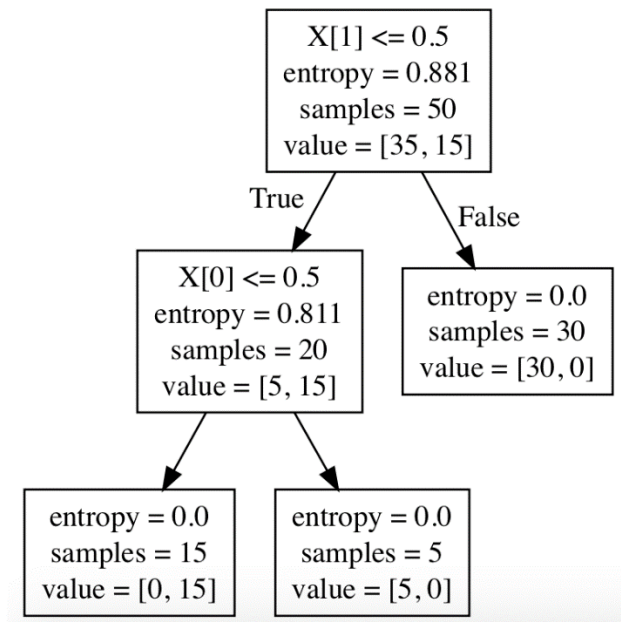 X[1] <= 0.5
entropy = 0.881
samples = 50
value = [35, 15]
True
False
X[0] <= 0.5
entropy = 0.811
samples = 20
value = [5, 15]
entropy = 0.0
samples = 30
value = [30, 0]
entropy = 0.0
samples = 15
value = [0, 15]
entropy = 0.0
samples = 5
value = [5, 0]